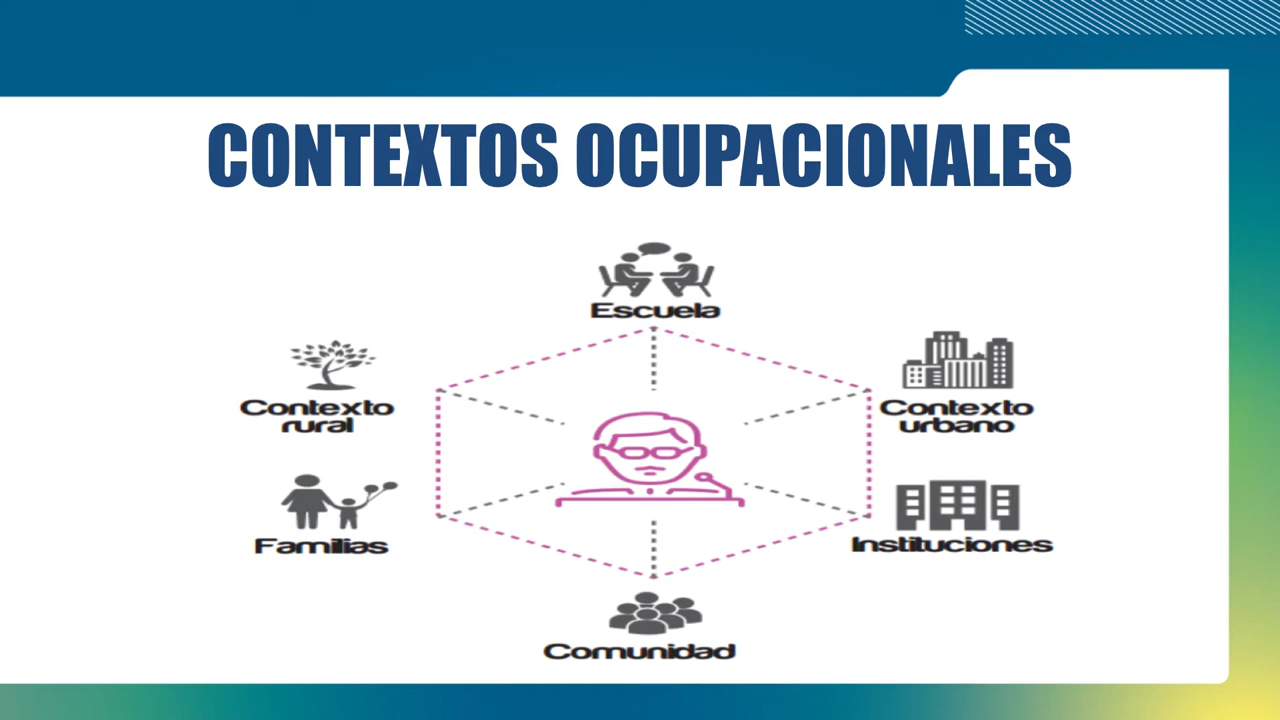 CONTEXTOS OCUPACIONALES
Escuela
Contexto
rural
Contexto
urbano
Familias
Instituciones
Comunidad